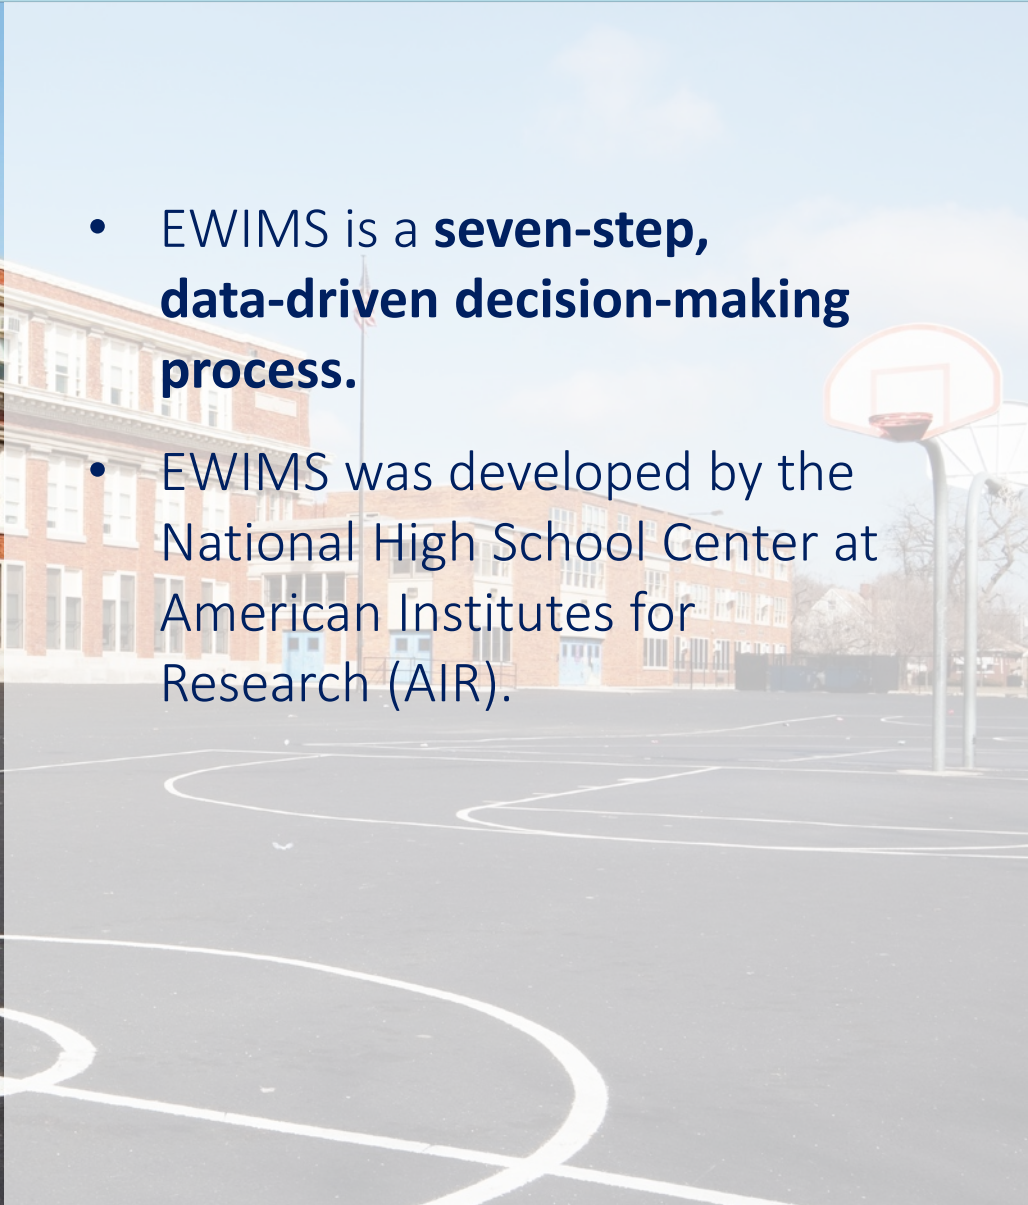 • EWIMS is a seven-step,
data-driven decision-making
process.
• EWIMS was developed by the
National High School Center at
American Institutes for
Research (AIR).